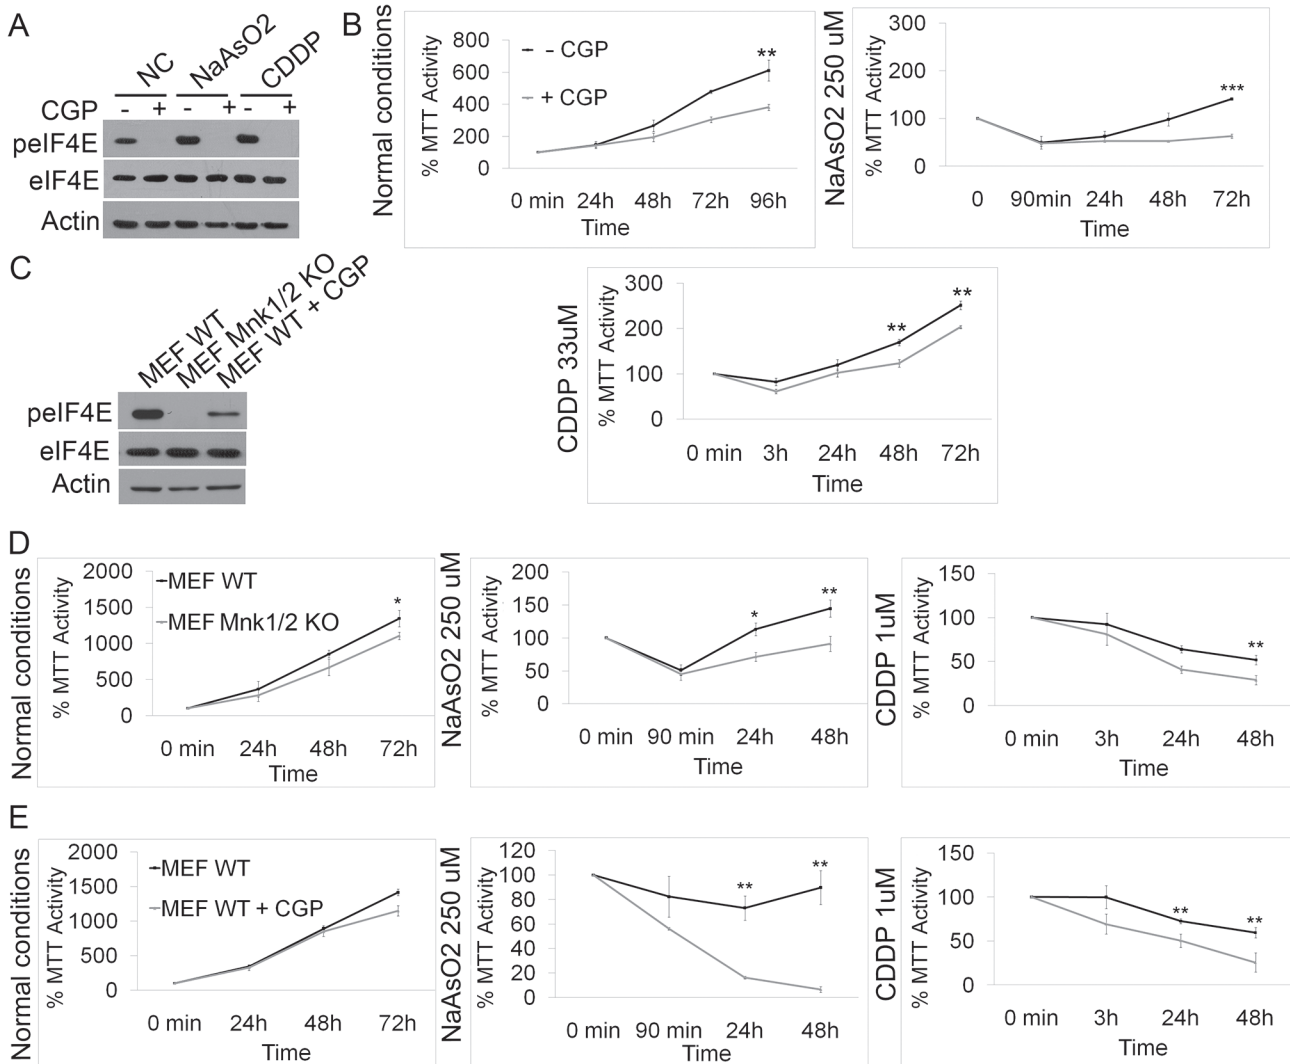 A
NC
NaAsO2
CDDP
CGP - + - + - +
peIF4E
eIF4E
Actin
B
Normal conditions
% MTT Activity
800
600
400
200
0
- CGP
+ CGP
**
0 min 24h 48h 72h 96h
Time
NaAsO2 250 uM
% MTT Activity
300
200
100
0
***
0 90min 24h 48h 72h
Time
CDDP 33uM
% MTT Activity
300
200
100
0
** **
0 min 3h 24h 48h 72h
Time
C
MEF WT
MEF Mnk1/2 KO
MEF WT + CGP
peIF4E
eIF4E
Actin
D
Normal conditions
% MTT Activity
2000
1500
1000
500
0
MEF WT
MEF Mnk1/2 KO
*
0 min 24h 48h 72h
Time
NaAsO2 250 uM
% MTT Activity
200
150
100
50
0
* **
0 min 90 min 24h 48h
Time
CDDP 1uM
% MTT Activity
150
100
50
0
**
0 min 3h 24h 48h
Time
E
Normal conditions
% MTT Activity
2000
1500
1000
500
0
MEF WT
MEF WT + CGP
0 min 24h 48h 72h
Time
NaAsO2 250 uM
% MTT Activity
120
100
80
60
40
20
0
** **
0 min 90 min 24h 48h
Time
CDDP 1uM
% MTT Activity
150
100
50
0
** **
0 min 3h 24h 48h
Time